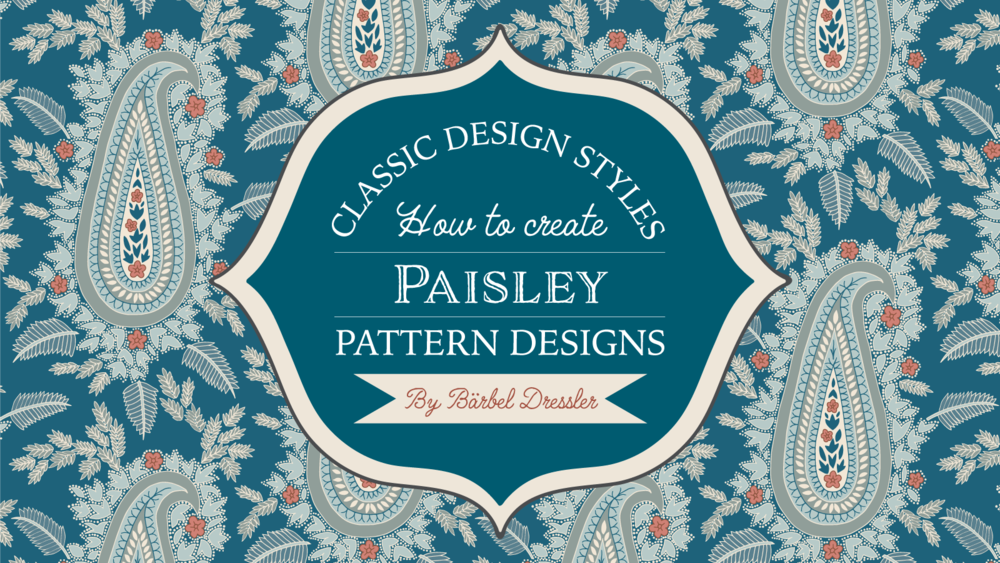 CLASSIC DESIGN STYLES
How to create
PAISLEY
PATTERN DESIGNS
By Bärbel Dressler